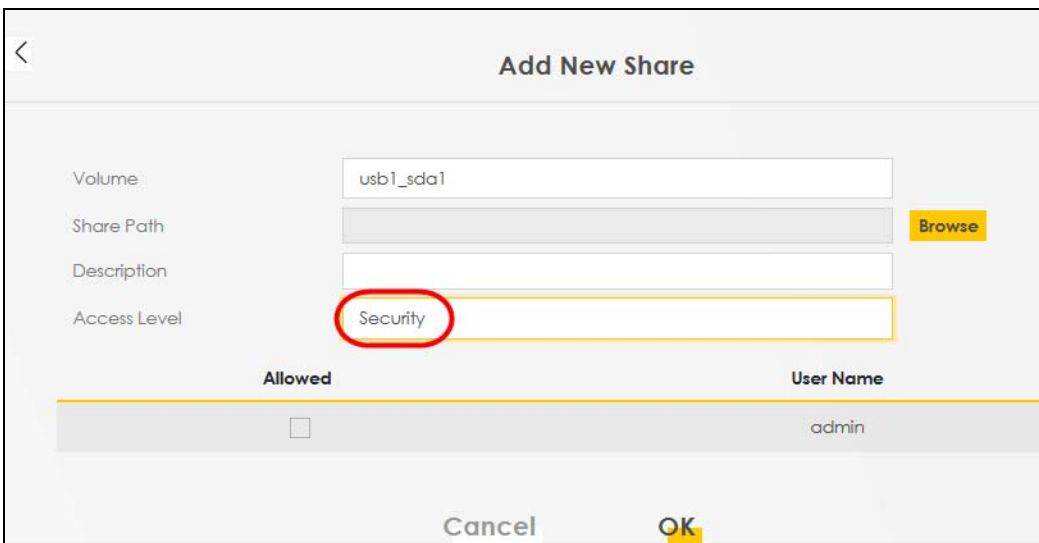 Add New Share
Volume usb1_sda1
Share Path Browse
Description
Access Level Security
Allowed User Name
admin
Cancel OK